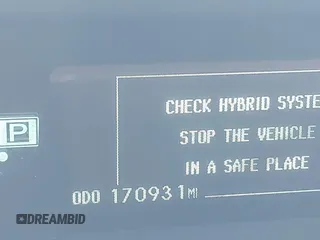 CHECK HYBRID SYSTE
STOP THE VEHICLE
IN A SAFE PLACE
P
ODO 170931 MI
DREAMBID